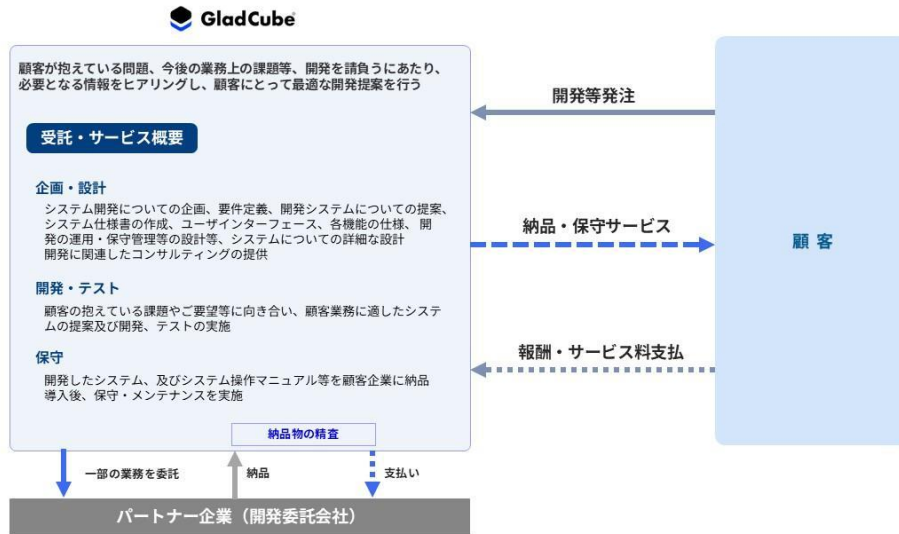 GladCube
顧客が抱えている問題、今後の業務上の課題等、開発を請負うにあたり、
必要となる情報をヒアリングし、顧客にとって最適な開発提案を行う
受託・サービス概要
企画・設計
システム開発についての企画、要件定義、開発システムについての提案、
システム仕様書の作成、ユーザインターフェース、各機能の仕様、 開
発の運用・保守管理等の設計等、システムについての詳細な設計
開発に関連したコンサルティングの提供
開発・テスト
顧客の抱えている課題やご要望等に向き合い、顧客業務に適したシステ
ムの提案及び開発、テストの実施
保守
開発したシステム、及びシステム操作マニュアル等を顧客企業に納品
導入後、保守・メンテナンスを実施
納品物の精査
開発等発注
納品・保守サービス
報酬・サービス料支払
顧 客
一部の業務を委託
納品
支払い
パートナー企業（開発委託会社）